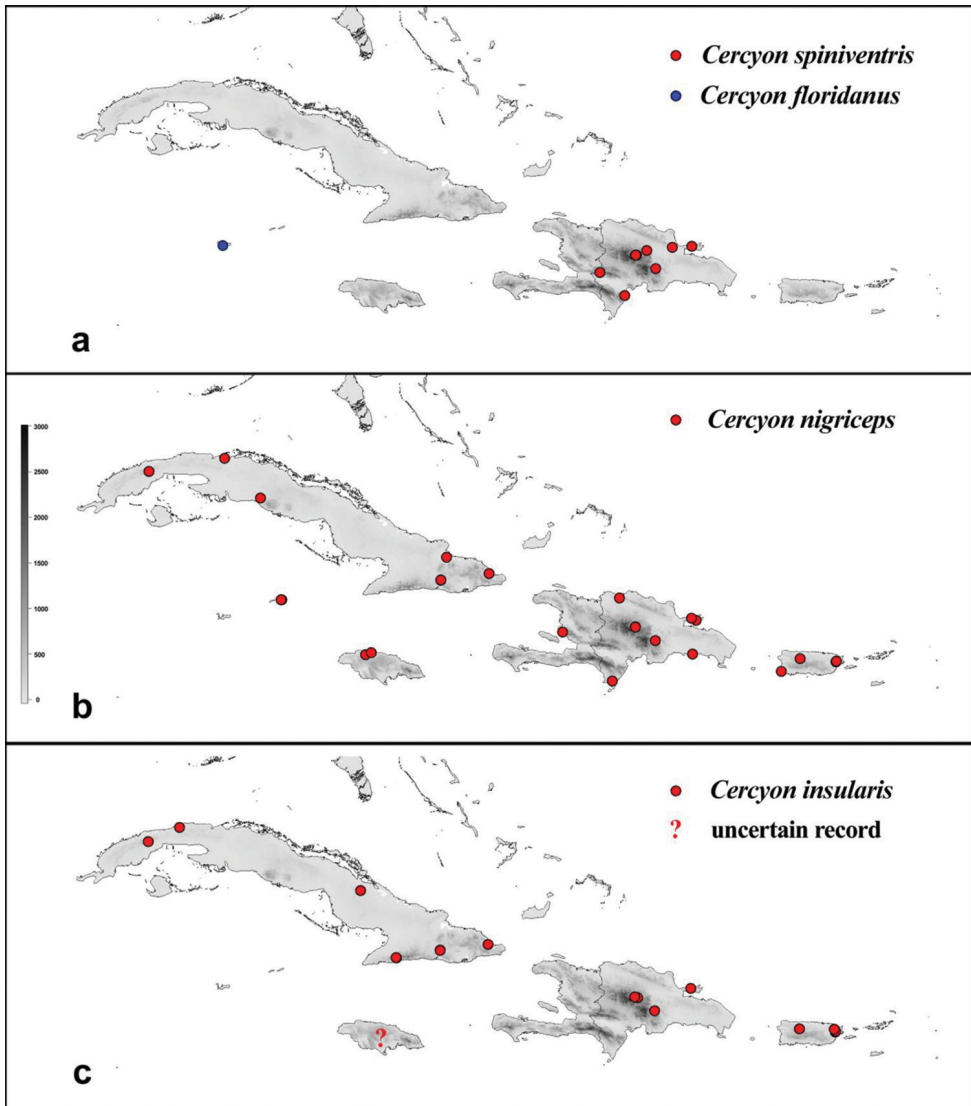 Cercyon spiniventris
Cercyon floridanus
a
Cercyon nigriceps
3000
2500
2000
1500
1000
500
0
b
Cercyon insularis
? uncertain record
?
c